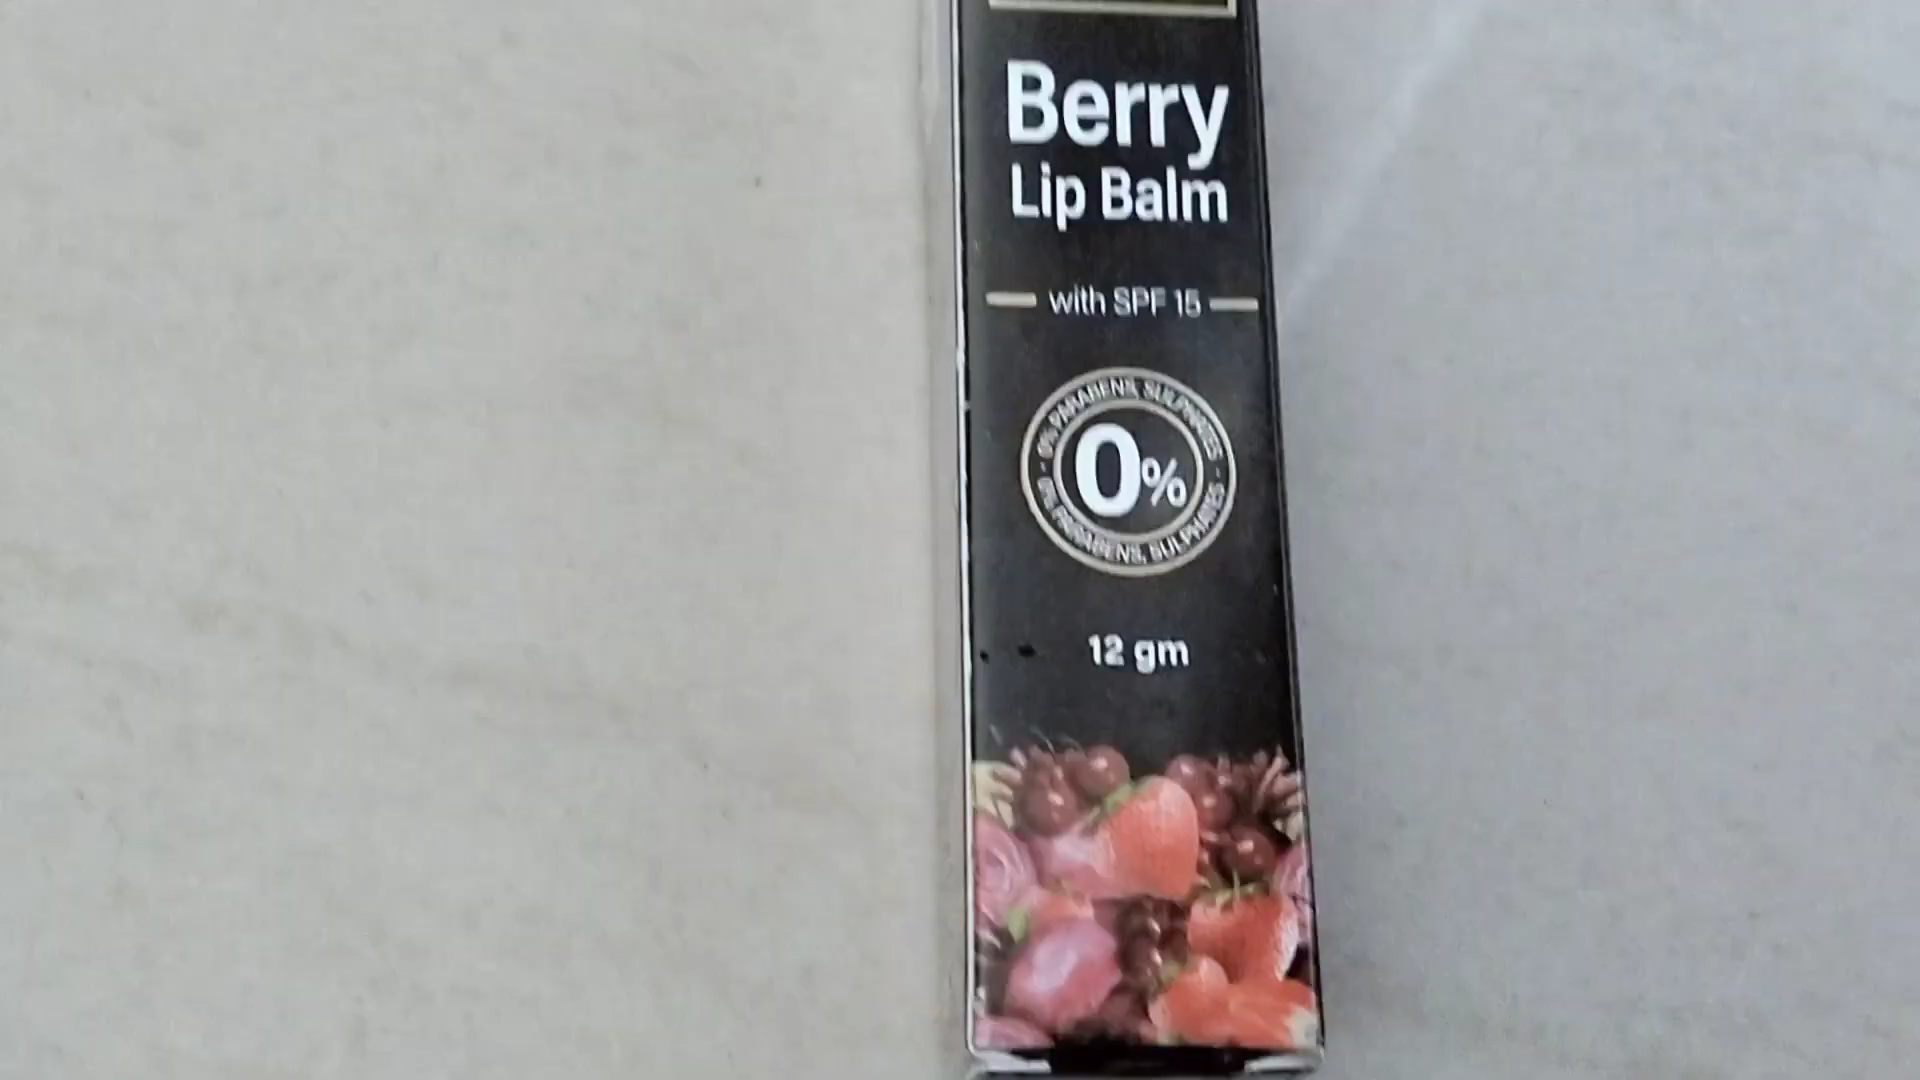 Berry
Lip Balm
with SPF 15
0% PARABENS, SULPHATES -
0%
0% PARABENS, SULPHATES -
12 gm